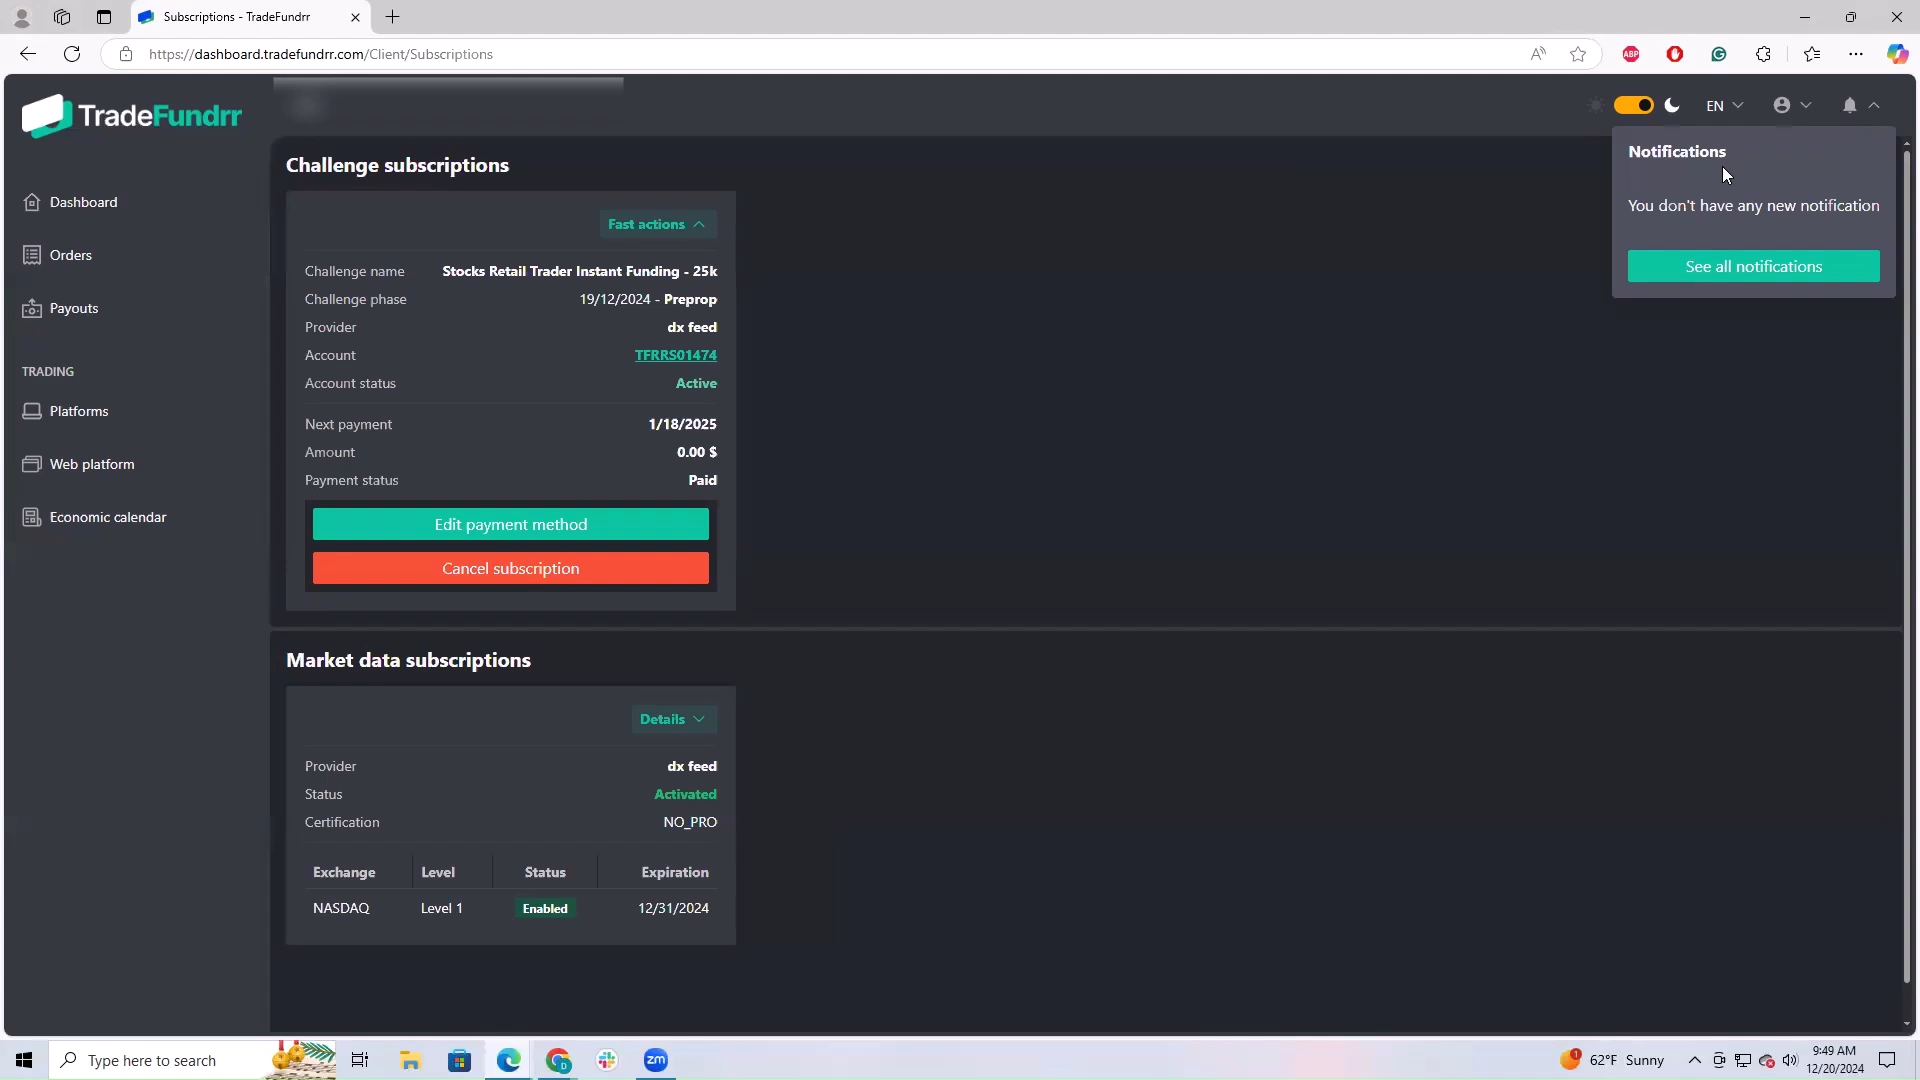 Subscriptions - TradeFundrr
https://dashboard.tradefundrr.com/Client/Subscriptions
ABP
TradeFundrr
EN
Notifications
You don't have any new notification
See all notifications
Dashboard
Orders
Payouts
TRADING
Platforms
Web platform
Economic calendar
Challenge subscriptions
Fast actions
Challenge name Stocks Retail Trader Instant Funding - 25k
Challenge phase 19/12/2024 - Preprop
Provider dx feed
Account TFRRS01474
Account status Active
Next payment 1/18/2025
Amount 0.00 $
Payment status Paid
Edit payment method
Cancel subscription
Market data subscriptions
Details
Provider dx feed
Status Activated
Certification NO_PRO
Exchange Level Status Expiration
NASDAQ Level 1 Enabled 12/31/2024
Type here to search
D
zm
1
62°F Sunny
9:49 AM
12/20/2024